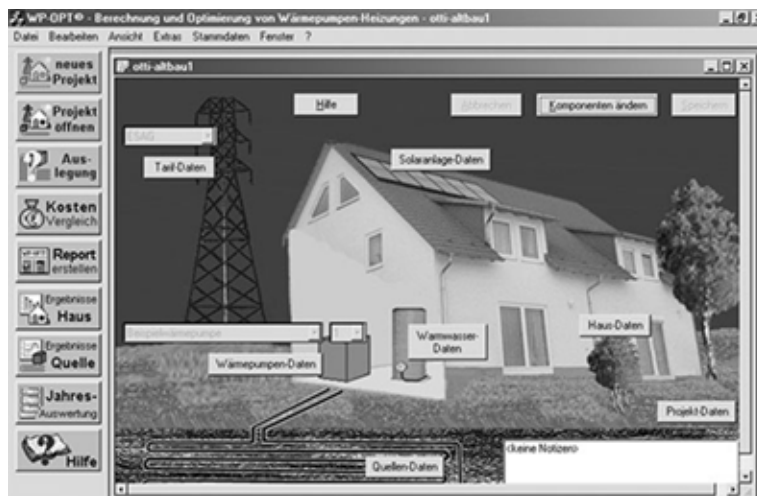 WP-OPT® - Berechnung und Optimierung von Wärmepumpen-Heizungen - otti-altbau1
Datei Bearbeiten Ansicht Extras Stammdaten Fenster ?
neues
Projekt
Projekt
öffnen
Aus-
legung
Kosten
Vergleich
Report
erstellen
Ergebnisse
Haus
Ergebnisse
Quelle
Jahres-
Auswertung
Hilfe
otti-altbau1
Hilfe
Abbrechen
Komponenten ändern
Speichern
ESAG
Tarif-Daten
Solaranlage-Daten
Beispielwärmepumpe
1
Wärmepumpen-Daten
Warmwasser-
Daten
Haus-Daten
Projekt-Daten
Quellen-Daten
<keine Notizen>